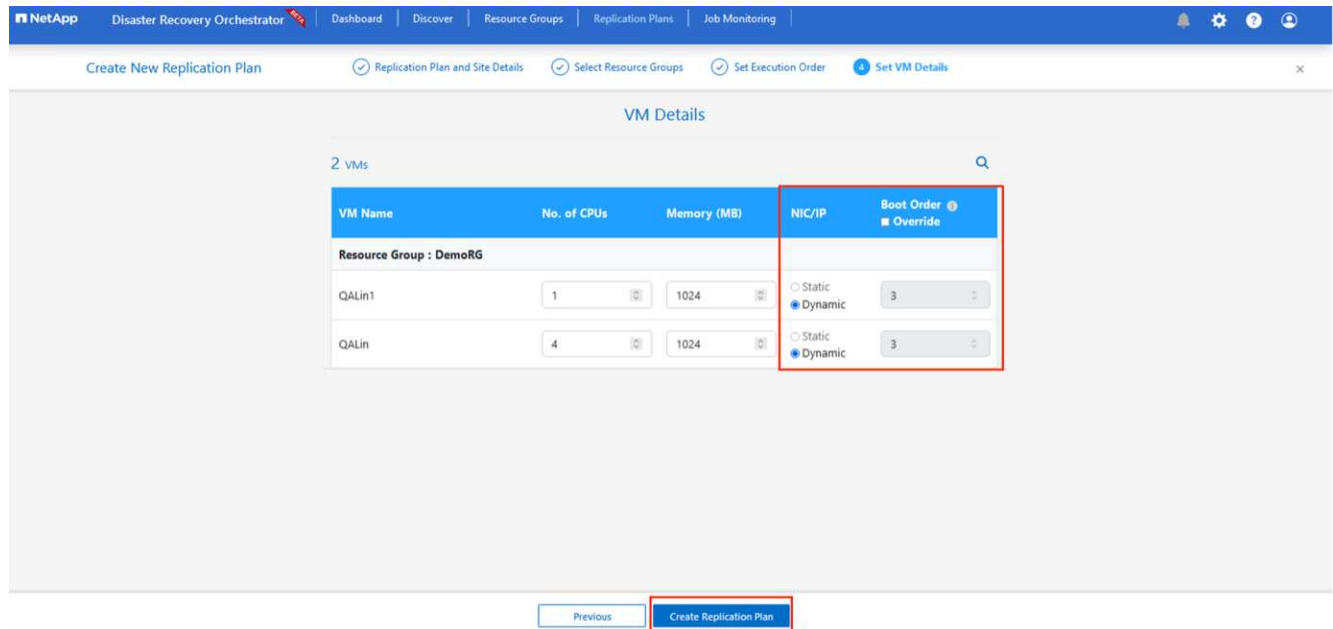 NetApp Disaster Recovery Orchestrator BETA Dashboard Discover Resource Groups Replication Plans Job Monitoring
Create New Replication Plan Replication Plan and Site Details Select Resource Groups Set Execution Order 4 Set VM Details
VM Details
2 VMs
VM Name No. of CPUs Memory (MB) NIC/IP Boot Order Override
Resource Group : DemoRG
QALin1 1 1024 Static Dynamic 3
QALin 4 1024 Static Dynamic 3
Previous Create Replication Plan